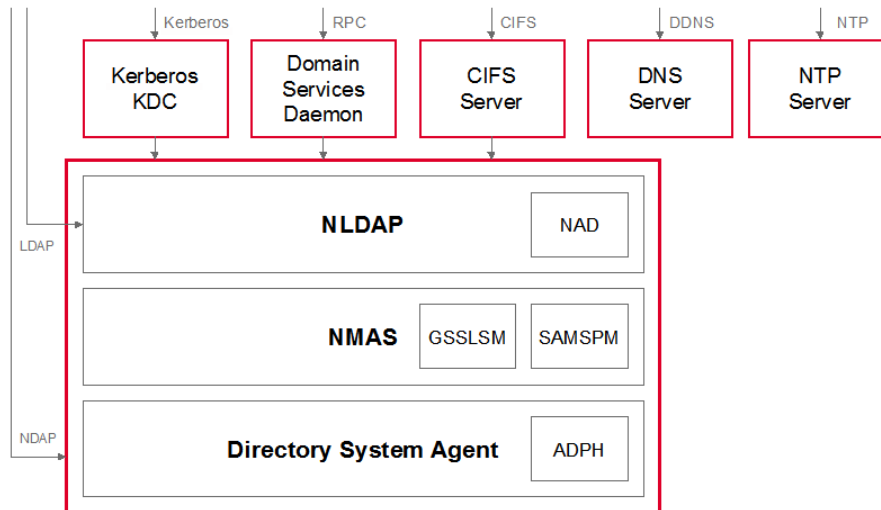 Kerberos
RPC
CIFS
DDNS
NTP
Kerberos
KDC
Domain
Services
Daemon
CIFS
Server
DNS
Server
NTP
Server
LDAP
NLDAP
NAD
NMAS
GSSLSM
SAMSPM
NDAP
Directory System Agent
ADPH